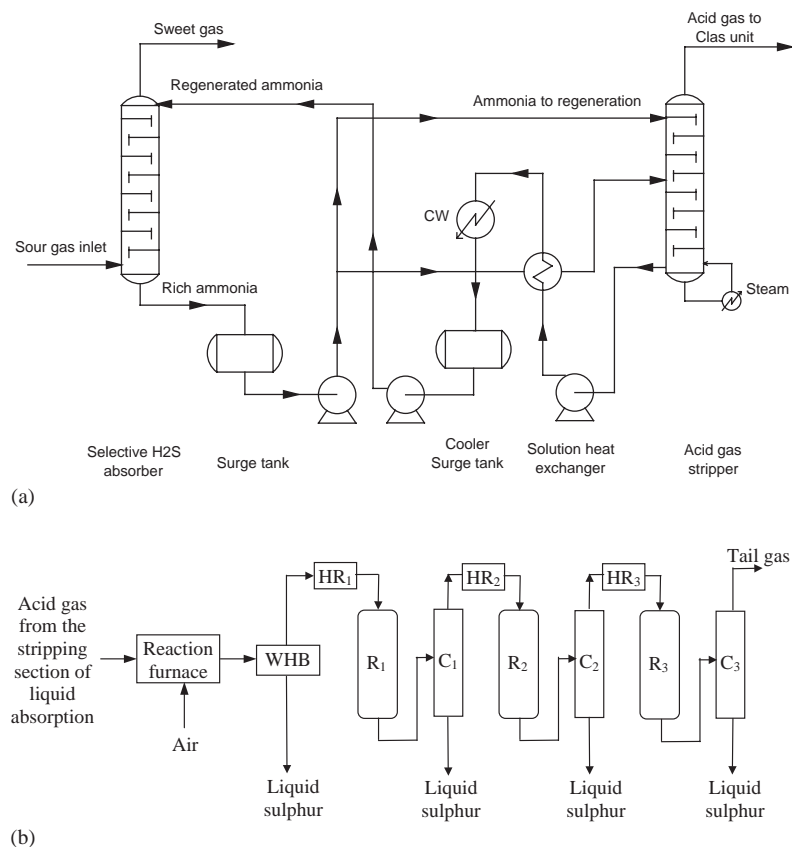 Sweet gas
Acid gas to
Clas unit
Regenerated ammonia
Ammonia to regeneration
CW
Sour gas inlet
Rich ammonia
Steam
Selective H2S
absorber
Surge tank
Cooler
Surge tank
Solution heat
exchanger
Acid gas
stripper
(a)
Tail gas
HR1
HR2
HR3
Acid gas
from the
stripping
section of
liquid
absorption
Reaction
furnace
WHB
R1
C1
R2
C2
R3
C3
Air
Liquid
sulphur
Liquid
sulphur
Liquid
sulphur
Liquid
sulphur
(b)